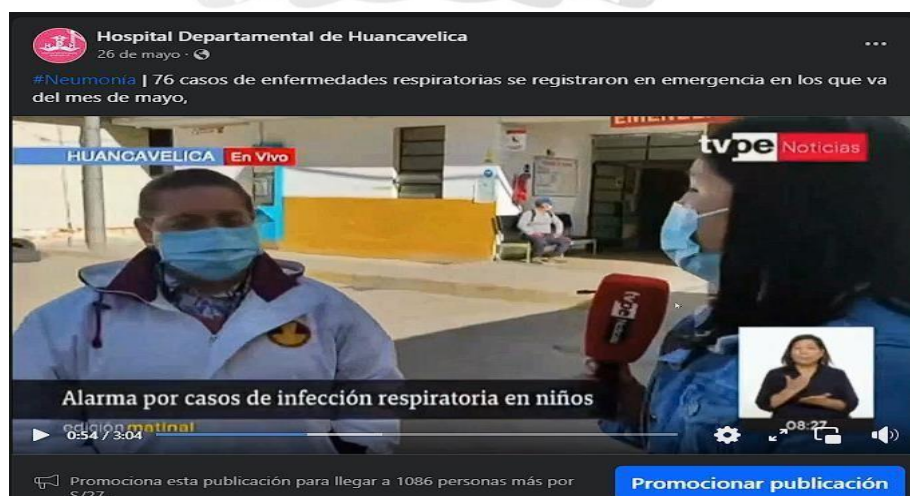 Hospital Departamental de Huancavelica
26 de mayo ·
#Neumonía | 76 casos de enfermedades respiratorias se registraron en emergencia en los que va
del mes de mayo,
HUANCAVELICA En Vivo
tvpe Noticias
Alarma por casos de infección respiratoria en niños
edición matinal
0:54 / 3:04
08:27
Promociona esta publicación para llegar a 1086 personas más por
S/27
Promocionar publicación